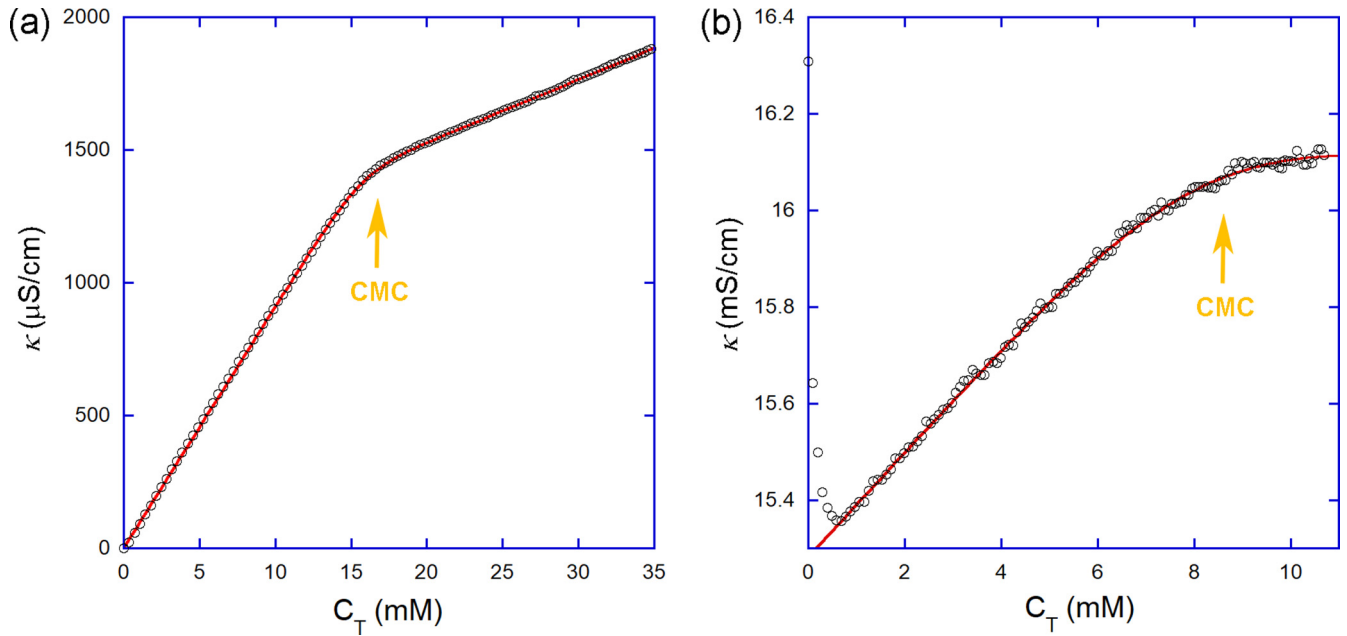 (a)
2000
1500
1000
500
0
κ (μS/cm)
CMC
0 5 10 15 20 25 30 35
C_T (mM)
(b)
16.4
16.2
16
15.8
15.6
15.4
κ (mS/cm)
CMC
0 2 4 6 8 10
C_T (mM)